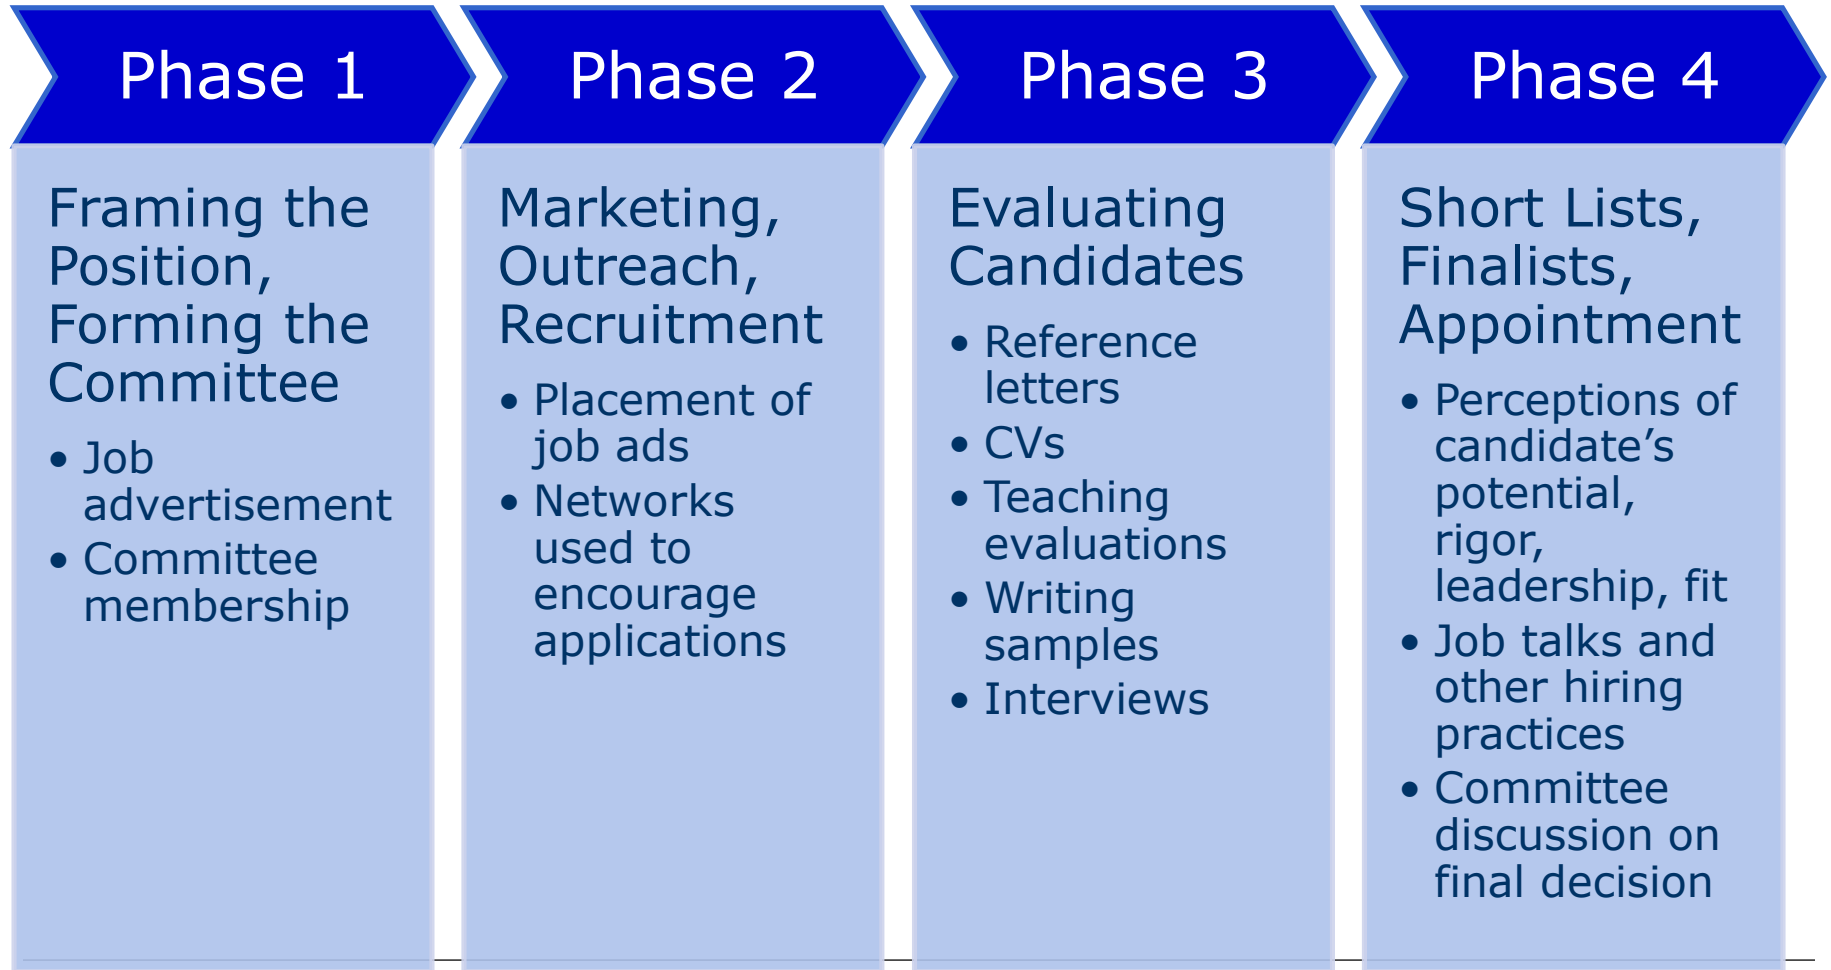 Phase 1
Framing the
Position,
Forming the
Committee
• Job
advertisement
• Committee
membership
Phase 2
Marketing,
Outreach,
Recruitment
• Placement of
job ads
• Networks
used to
encourage
applications
Phase 3
Evaluating
Candidates
• Reference
letters
• CVs
• Teaching
evaluations
• Writing
samples
• Interviews
Phase 4
Short Lists,
Finalists,
Appointment
• Perceptions of
candidate’s
potential,
rigor,
leadership, fit
• Job talks and
other hiring
practices
• Committee
discussion on
final decision